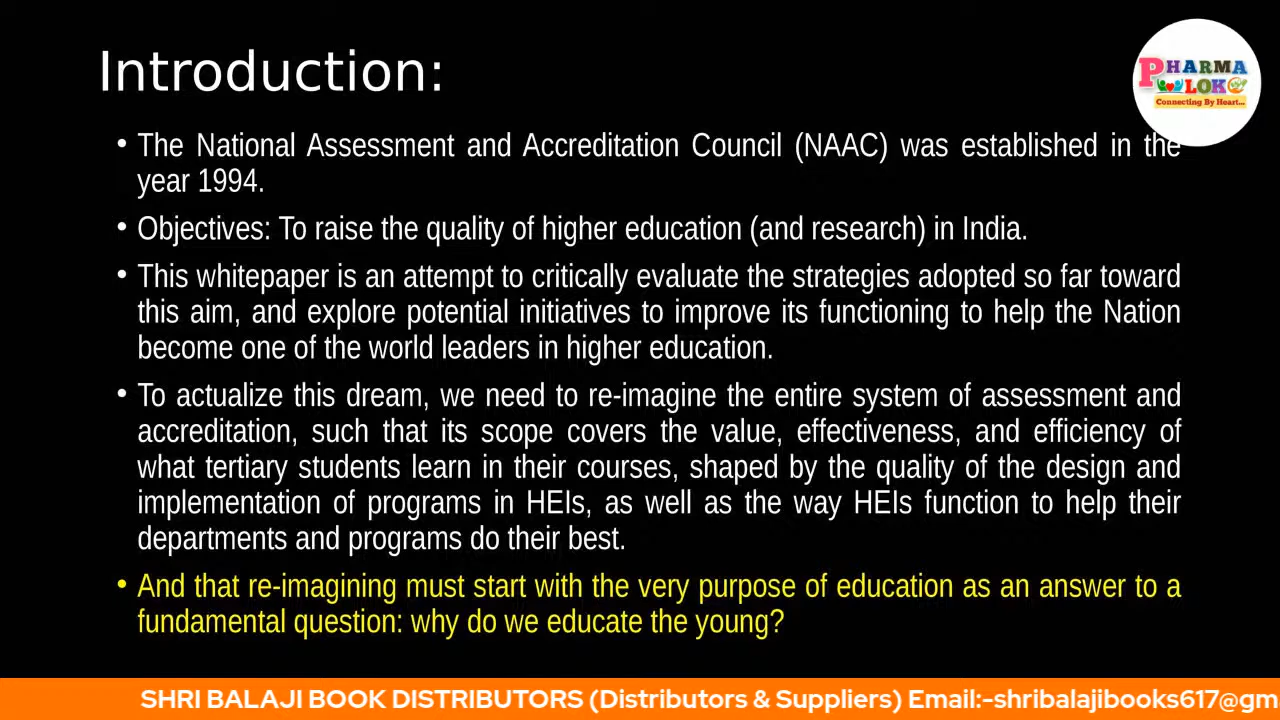 Introduction:
PHARMA
LOK
Connecting By Heart...
• The National Assessment and Accreditation Council (NAAC) was established in the
year 1994.
• Objectives: To raise the quality of higher education (and research) in India.
• This whitepaper is an attempt to critically evaluate the strategies adopted so far toward
this aim, and explore potential initiatives to improve its functioning to help the Nation
become one of the world leaders in higher education.
• To actualize this dream, we need to re-imagine the entire system of assessment and
accreditation, such that its scope covers the value, effectiveness, and efficiency of
what tertiary students learn in their courses, shaped by the quality of the design and
implementation of programs in HEIs, as well as the way HEIs function to help their
departments and programs do their best.
• And that re-imagining must start with the very purpose of education as an answer to a
fundamental question: why do we educate the young?
SHRI BALAJI BOOK DISTRIBUTORS (Distributors & Suppliers) Email:-shribalajibooks617@gm